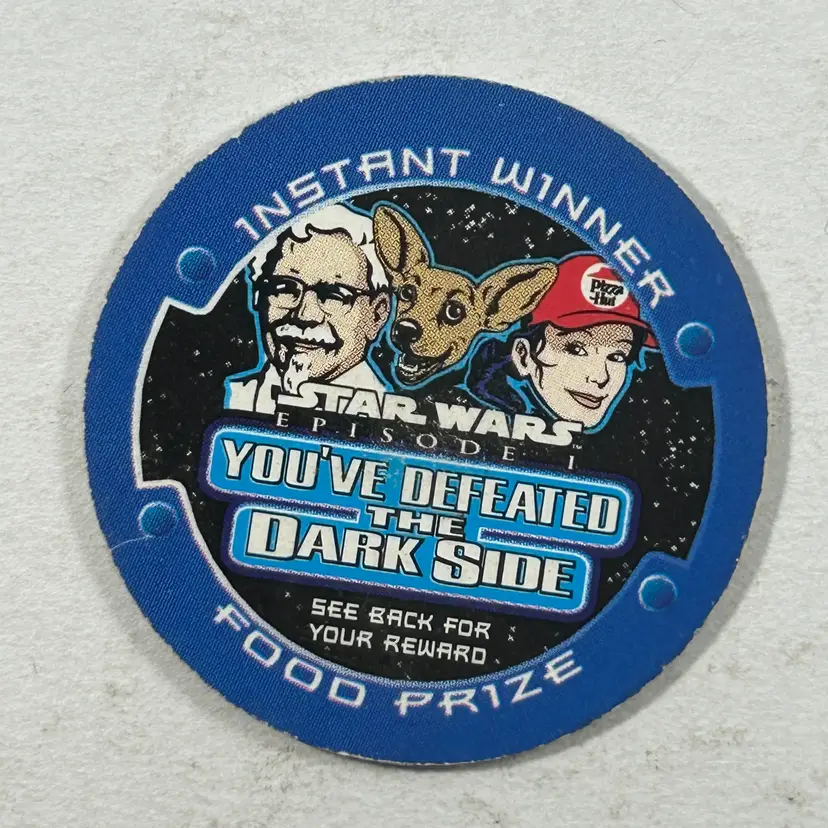 INSTANT WINNER
Pizza
Hut
STAR WARS
EPISODE I
YOU'VE DEFEATED
THE
DARK SIDE
SEE BACK FOR
YOUR REWARD
FOOD PRIZE